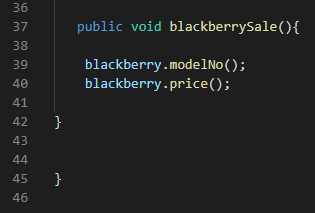 36
37 public void blackberrySale(){
38
39 blackberry.modelNo();
40 blackberry.price();
41
42 }
43
44
45 }
46